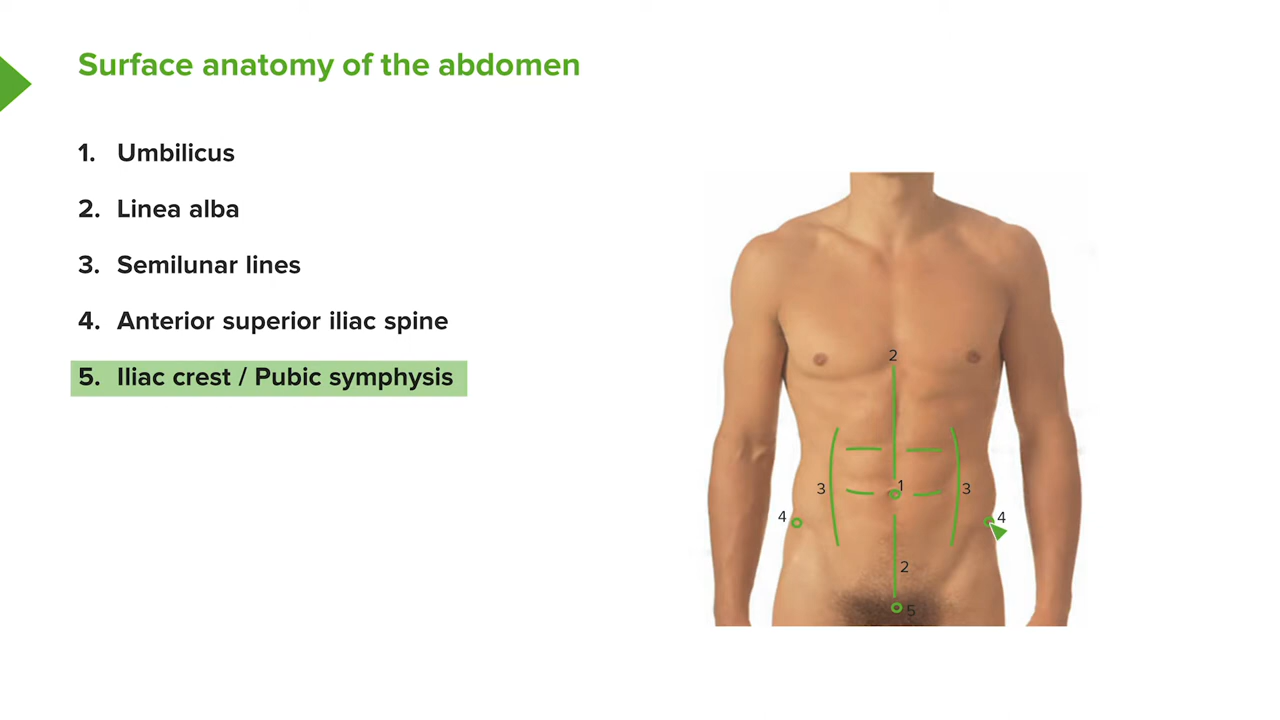 Surface anatomy of the abdomen
1. Umbilicus
2. Linea alba
3. Semilunar lines
4. Anterior superior iliac spine
5. Iliac crest / Pubic symphysis
2
1
3
3
4
4
2
5